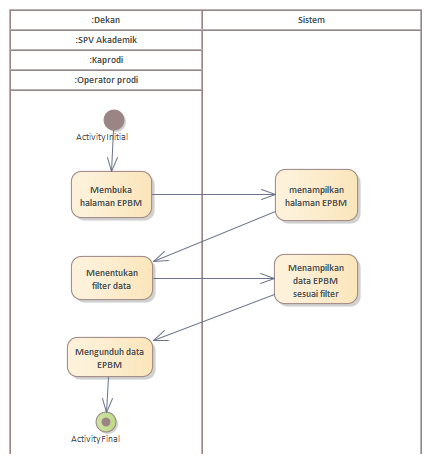 :Dekan
Sistem
:SPV Akademik
:Kaprodi
:Operator prodi
ActivityInitial
Membuka
halaman EPBM
menampilkan
halaman EPBM
Menentukan
filter data
Menampilkan
data EPBM
sesuai filter
Mengunduh data
EPBM
ActivityFinal